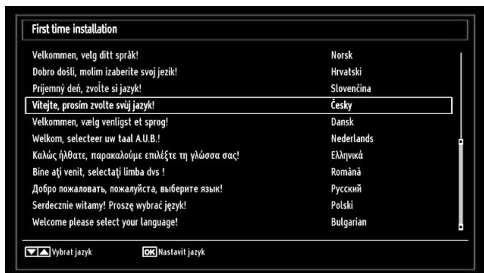 First time installation
Velkommen, velg ditt språk! Norsk
Dobro došli, molim izaberite svoj jezik! Hrvatski
Príjemný deň, zvoľte si jazyk! Slovenčina
Vítejte, prosím zvolte svůj jazyk! Česky
Velkommen, vælg venligst et sprog! Dansk
Welkom, selecteer uw taal A.U.B.! Nederlands
Καλώς ήλθατε, παρακαλούμε επιλέξτε τη γλώσσα σας! Ελληνικά
Bine aţi venit, selectaţi limba dvs ! Română
Добро пожаловать, пожалуйста, выберите язык! Русский
Serdecznie witamy! Proszę wybrać język! Polski
Welcome please select your language! Bulgarian
Vybrat jazyk OK Nastavit jazyk